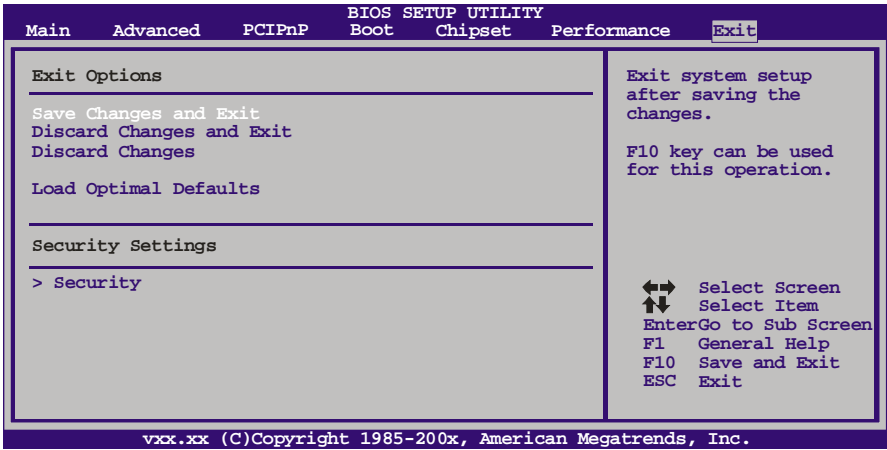 BIOS SETUP UTILITY
Main Advanced PCIPnP Boot Chipset Performance Exit
Exit Options
Save Changes and Exit
Discard Changes and Exit
Discard Changes
Load Optimal Defaults
Security Settings
> Security
Exit system setup
after saving the
changes.
F10 key can be used
for this operation.
Select Screen
Select Item
EnterGo to Sub Screen
F1 General Help
F10 Save and Exit
ESC Exit
vxx.xx (C)Copyright 1985-200x, American Megatrends, Inc.